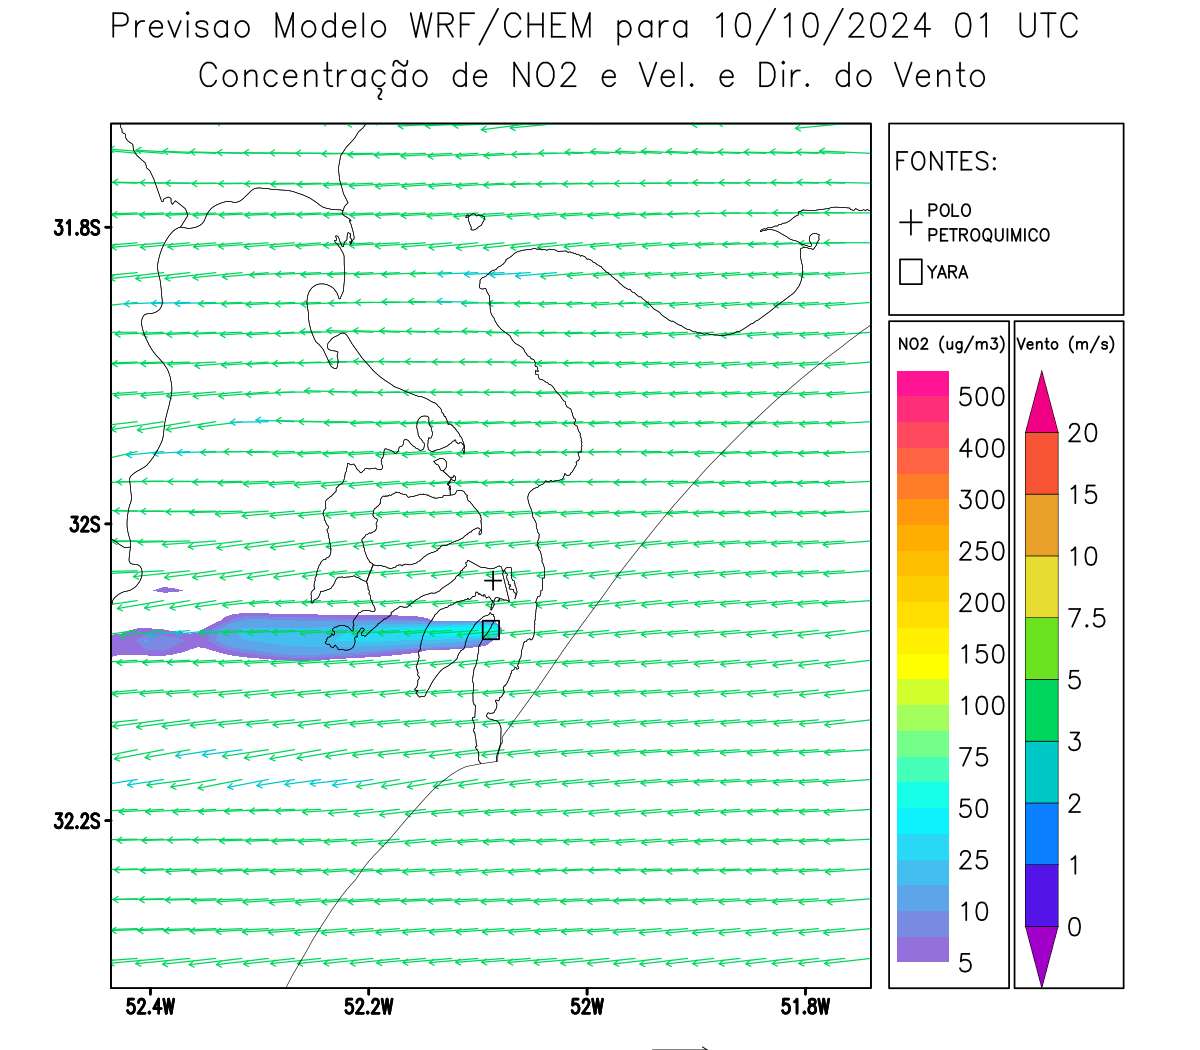 Previsao Modelo WRF/CHEM para 10/10/2024 01 UTC
Concentração de NO2 e Vel. e Dir. do Vento
FONTES:
POLO
PETROQUIMICO
YARA
31.8S
32S
32.2S
52.4W
52.2W
52W
51.8W
NO2 (ug/m3)
500
400
300
250
200
150
100
75
50
25
10
5
Vento (m/s)
20
15
10
7.5
5
3
2
1
0